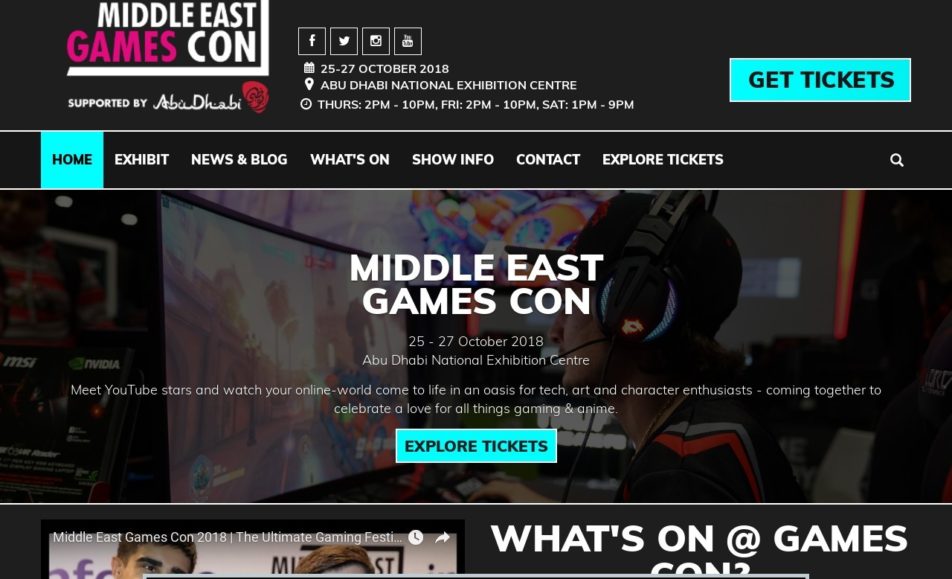 MIDDLE EAST
GAMES CON
SUPPORTED BY Abu Dhabi
25-27 OCTOBER 2018
ABU DHABI NATIONAL EXHIBITION CENTRE
THURS: 2PM - 10PM, FRI: 2PM - 10PM, SAT: 1PM - 9PM
GET TICKETS
HOME EXHIBIT NEWS & BLOG WHAT'S ON SHOW INFO CONTACT EXPLORE TICKETS
MIDDLE EAST
GAMES CON
25 - 27 October 2018
Abu Dhabi National Exhibition Centre
Meet YouTube stars and watch your online-world come to life in an oasis for tech, art and character enthusiasts - coming together to
celebrate a love for all things gaming & anime.
EXPLORE TICKETS
msi NVIDIA
Middle East Games Con 2018 | The Ultimate Gaming Festi...
MIDDLE EAST
WHAT'S ON @ GAMES
CON?